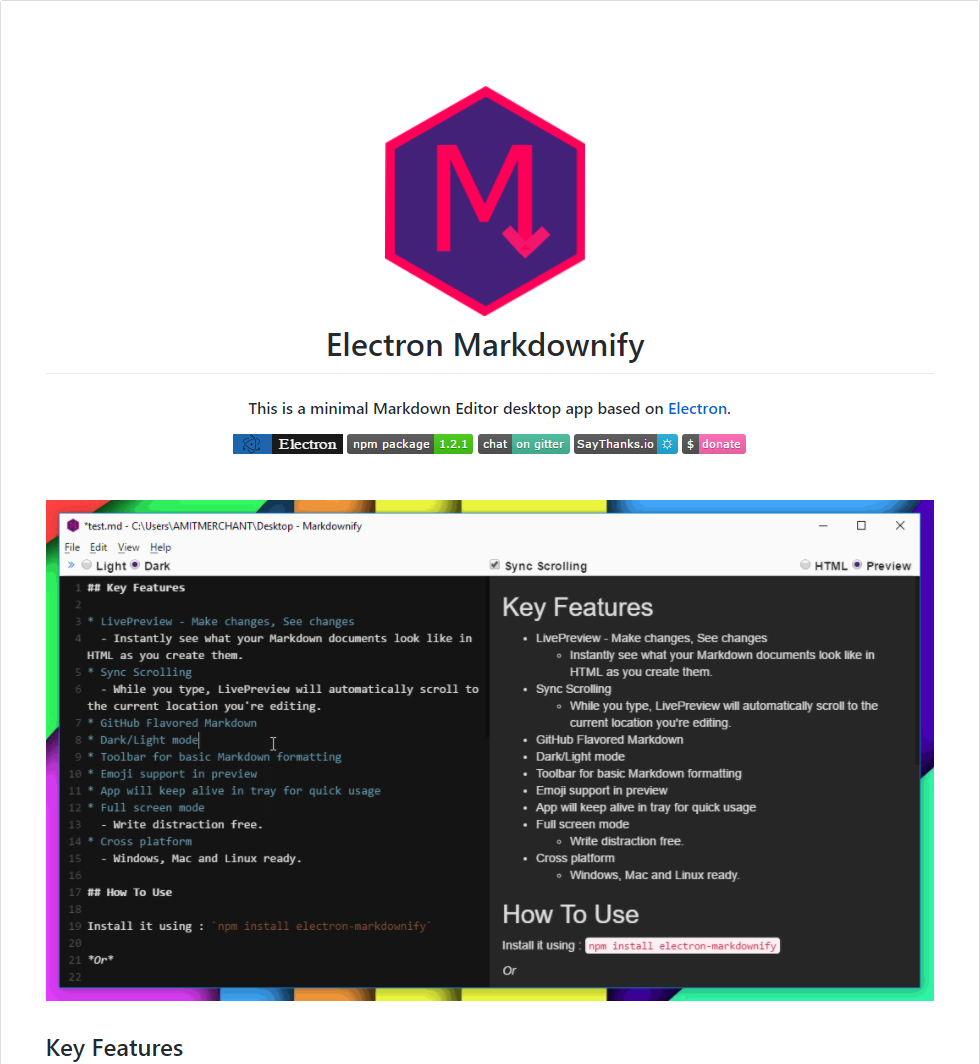 M
Electron Markdownify
This is a minimal Markdown Editor desktop app based on Electron.
Electron npm package 1.2.1 chat on gitter SayThanks.io donate $ donate
*test.md - C:\Users\AMITMERCHANT\Desktop - Markdownify
File Edit View Help
» Light Dark Sync Scrolling HTML Preview
1 ## Key Features
2
3 * LivePreview - Make changes, See changes
4 - Instantly see what your Markdown documents look like in
HTML as you create them.
5 * Sync Scrolling
6 - While you type, LivePreview will automatically scroll to
the current location you're editing.
7 * GitHub Flavored Markdown
8 * Dark/Light mode
9 * Toolbar for basic Markdown formatting
10 * Emoji support in preview
11 * App will keep alive in tray for quick usage
12 * Full screen mode
13 - Write distraction free.
14 * Cross platform
15 - Windows, Mac and Linux ready.
16
17 ## How To Use
18
19 Install it using : `npm install electron-markdownify`
20
21 *Or*
22
Key Features
• LivePreview - Make changes, See changes
◦ Instantly see what your Markdown documents look like in
HTML as you create them.
• Sync Scrolling
◦ While you type, LivePreview will automatically scroll to the
current location you're editing.
• GitHub Flavored Markdown
• Dark/Light mode
• Toolbar for basic Markdown formatting
• Emoji support in preview
• App will keep alive in tray for quick usage
• Full screen mode
◦ Write distraction free.
• Cross platform
◦ Windows, Mac and Linux ready.
How To Use
Install it using : npm install electron-markdownify
Or
Key Features